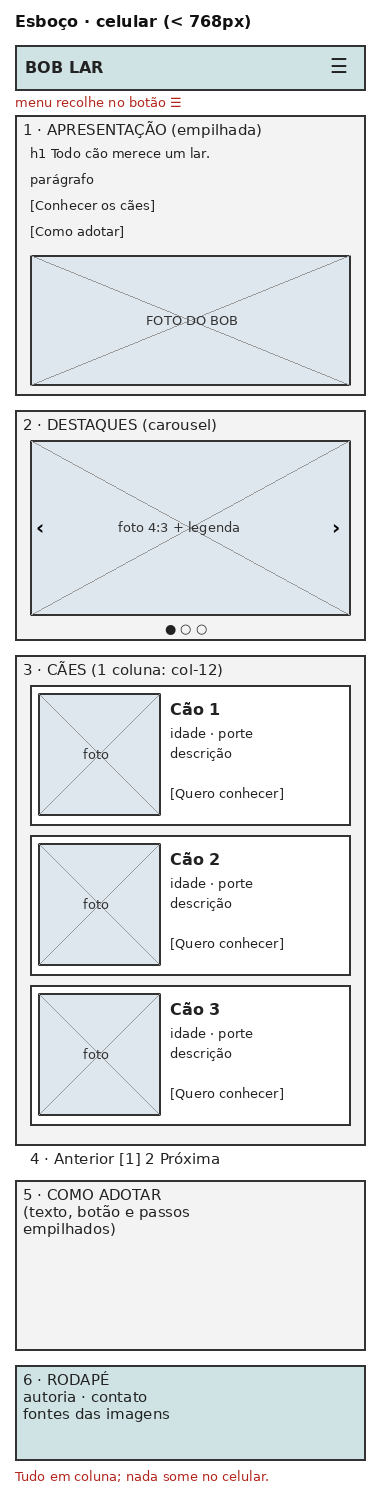 Esboço · celular (< 768px)
BOB LAR ☰
menu recolhe no botão ☰
1 · APRESENTAÇÃO (empilhada)
h1 Todo cão merece um lar.
parágrafo
[Conhecer os cães]
[Como adotar]
FOTO DO BOB
2 · DESTAQUES (carousel)
‹ foto 4:3 + legenda ›
●○○
3 · CÃES (1 coluna: col-12)
foto
Cão 1
idade · porte
descrição
[Quero conhecer]
foto
Cão 2
idade · porte
descrição
[Quero conhecer]
foto
Cão 3
idade · porte
descrição
[Quero conhecer]
4 · Anterior [1] 2 Próxima
5 · COMO ADOTAR
(texto, botão e passos
empilhados)
6 · RODAPÉ
autoria · contato
fontes das imagens
Tudo em coluna; nada some no celular.